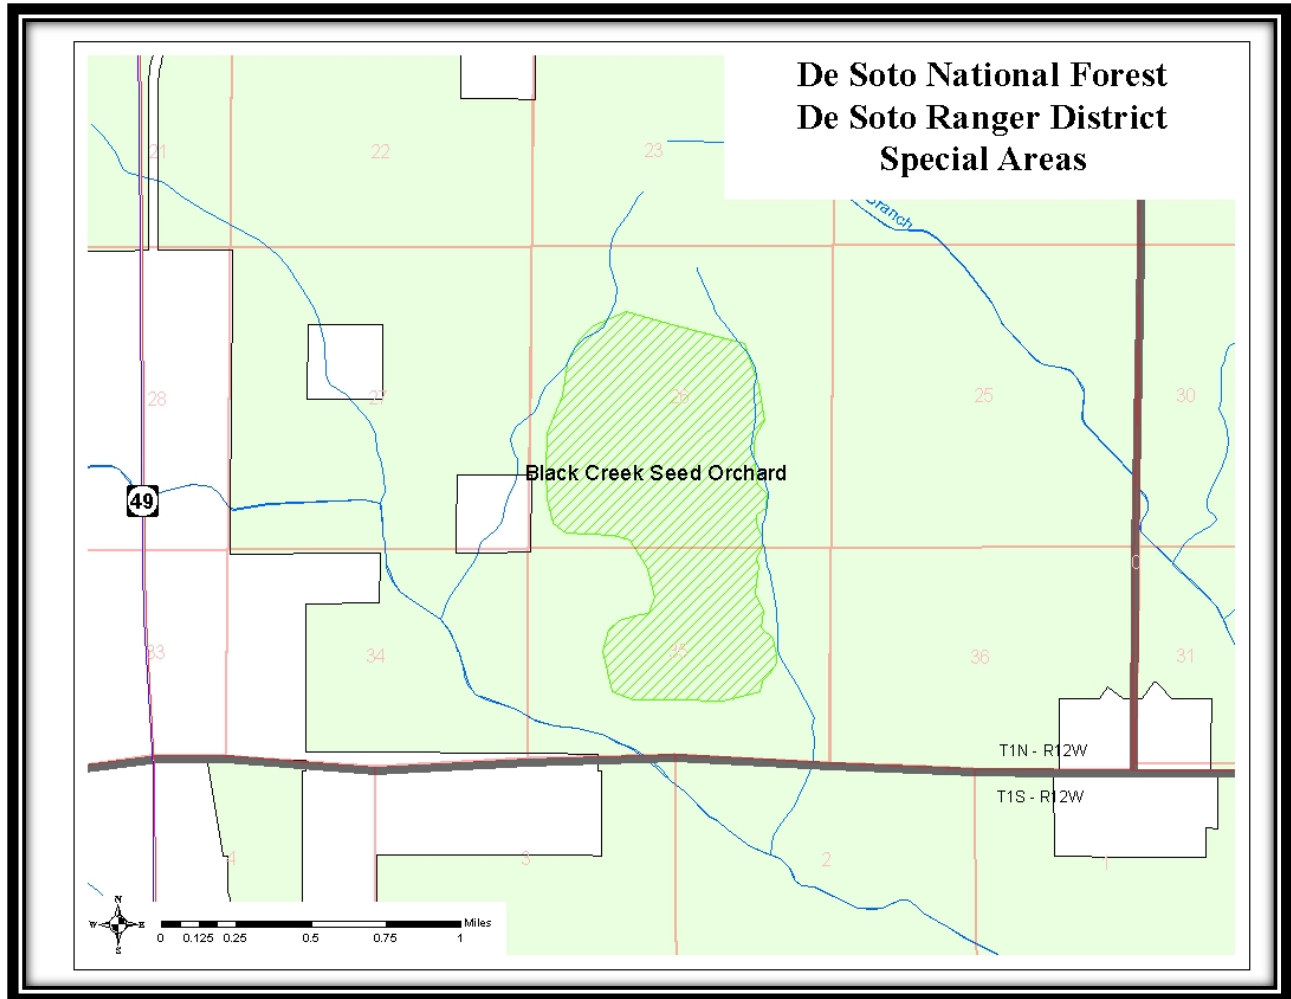 De Soto National Forest
De Soto Ranger District
Special Areas
21
22
23
Branch
28
27
26
25
30
Black Creek Seed Orchard
49
33
34
35
36
31
T1N - R12W
T1S - R12W
4
3
2
1
N
W E
S
Miles
0 0.125 0.25 0.5 0.75 1